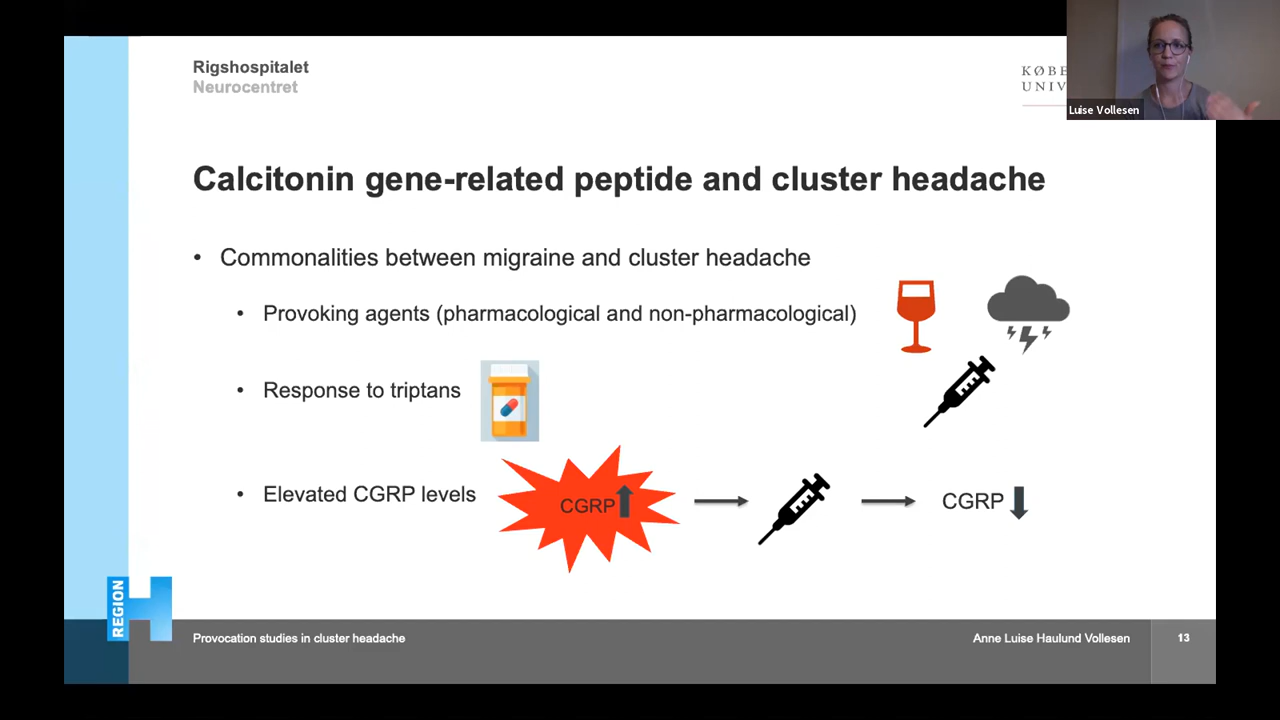 Rigshospitalet
Neurocentret
KØBE
UNIV
Luise Vollesen
Calcitonin gene-related peptide and cluster headache
• Commonalities between migraine and cluster headache
• Provoking agents (pharmacological and non-pharmacological)
• Response to triptans
• Elevated CGRP levels
CGRP
CGRP
REGION
H
Provocation studies in cluster headache
Anne Luise Haulund Vollesen
13